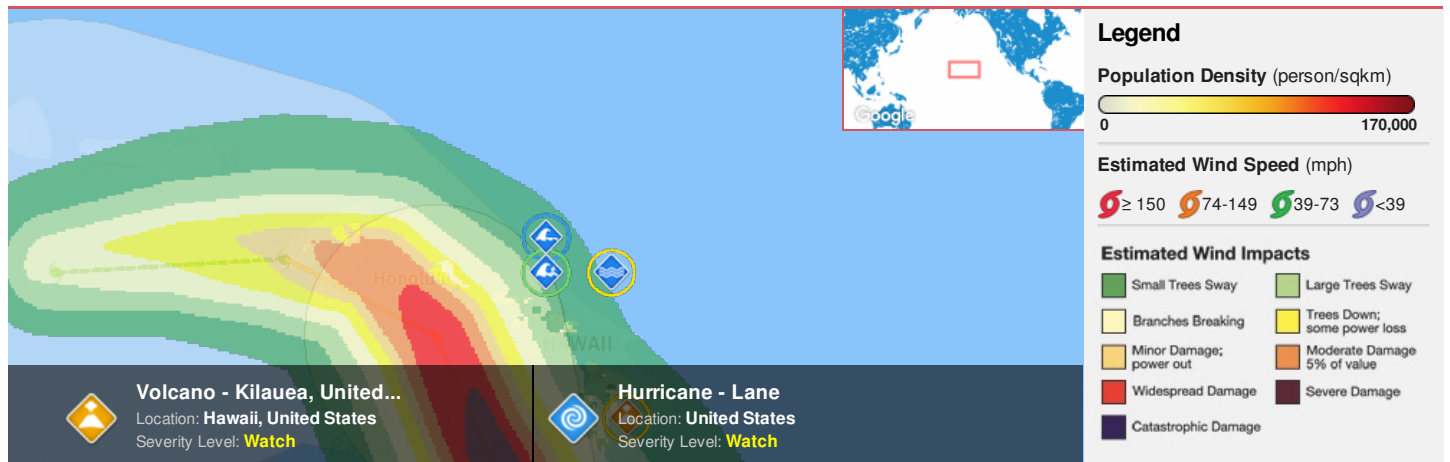 Google
Honolulu
HAWAII
Volcano - Kilauea, United...
Location: Hawaii, United States
Severity Level: Watch
Hurricane - Lane
Location: United States
Severity Level: Watch
Legend
Population Density (person/sqkm)
0 170,000
Estimated Wind Speed (mph)
≥ 150 74-149 39-73 <39
Estimated Wind Impacts
Small Trees Sway Large Trees Sway
Branches Breaking Trees Down;
some power loss
Minor Damage; Moderate Damage
power out 5% of value
Widespread Damage Severe Damage
Catastrophic Damage